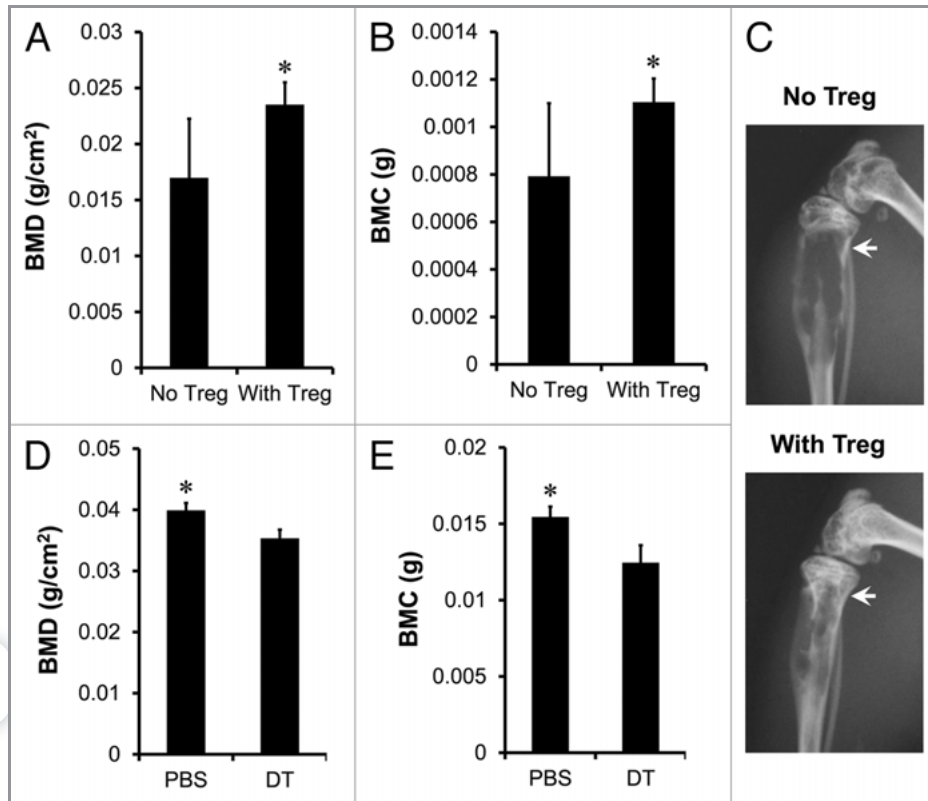 A
BMD (g/cm²)
0.03
0.025
0.02
0.015
0.01
0.005
0
*
No Treg
With Treg
B
BMC (g)
0.0014
0.0012
0.001
0.0008
0.0006
0.0004
0.0002
0
*
No Treg
With Treg
C
No Treg
With Treg
D
BMD (g/cm²)
0.05
0.04
0.03
0.02
0.01
0
*
PBS
DT
E
BMC (g)
0.02
0.015
0.01
0.005
0
*
PBS
DT